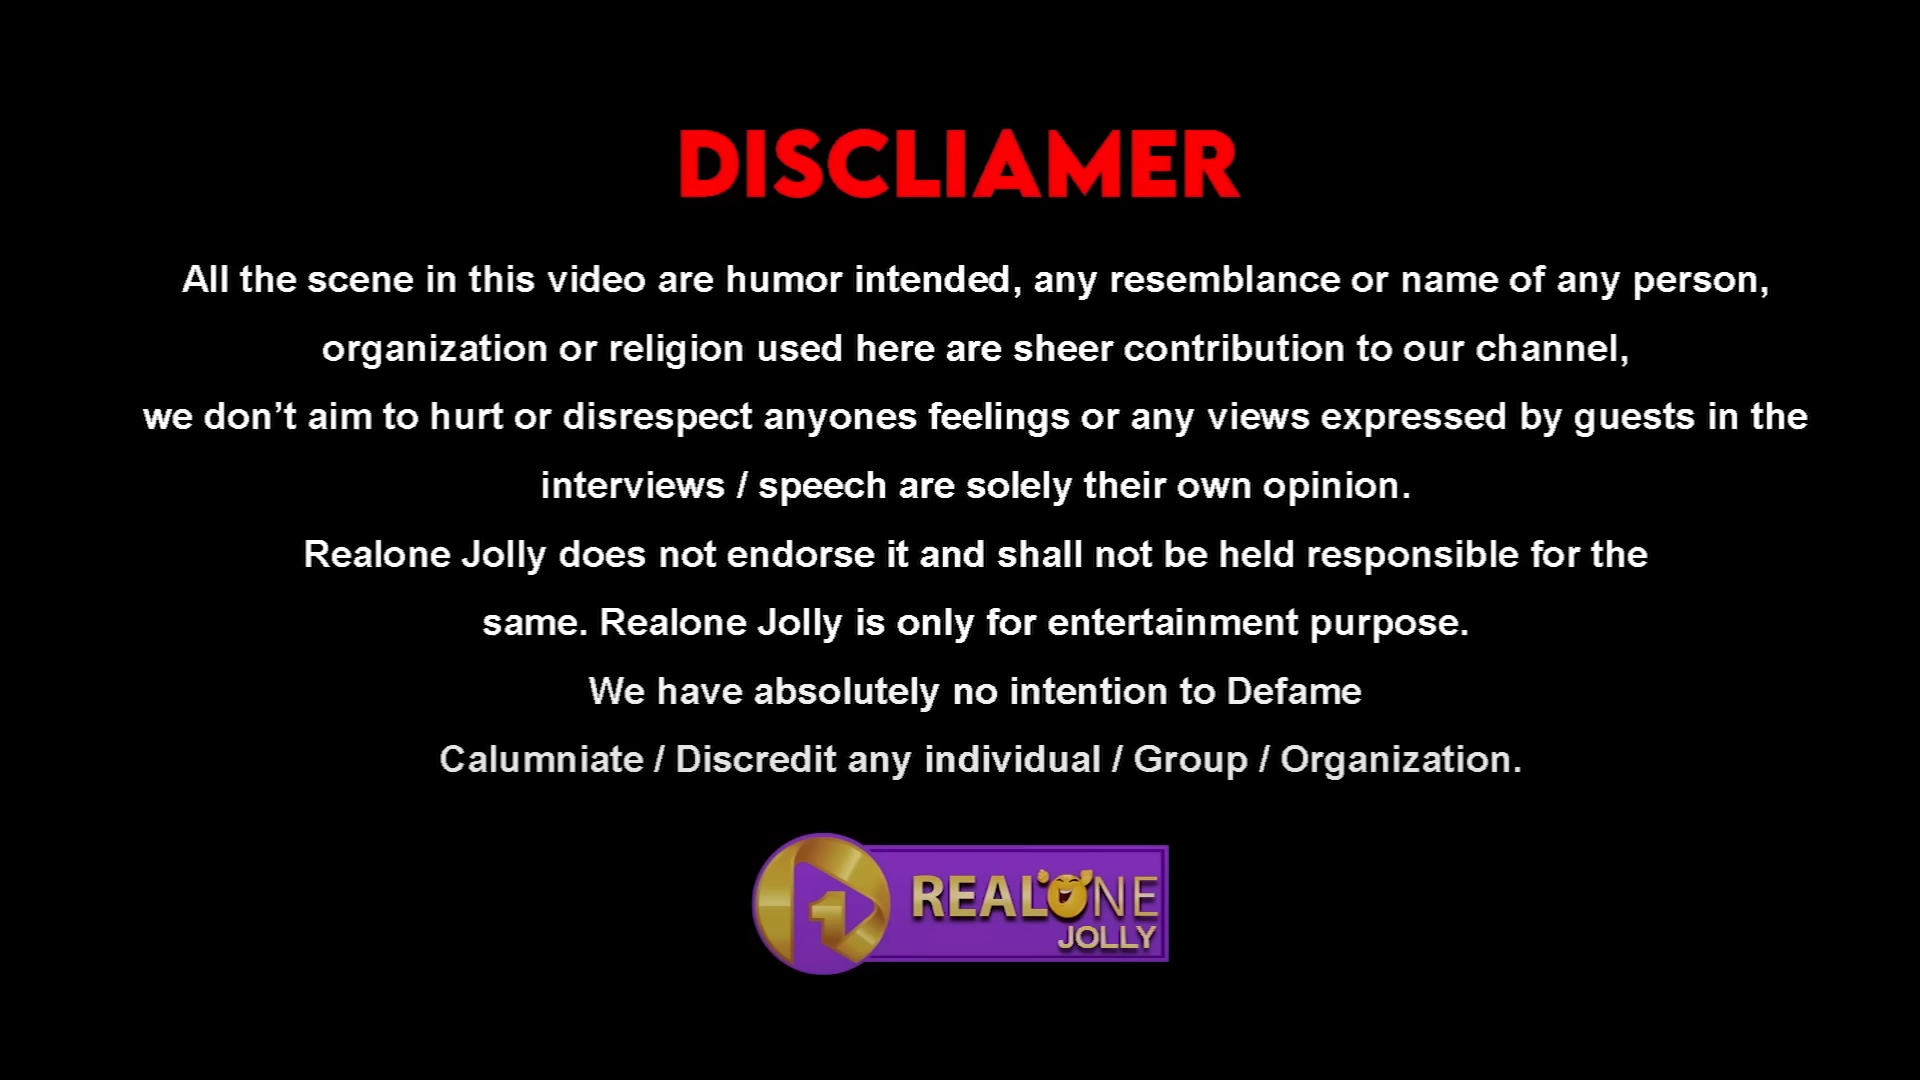 DISCLIAMER
All the scene in this video are humor intended, any resemblance or name of any person,
organization or religion used here are sheer contribution to our channel,
we don’t aim to hurt or disrespect anyones feelings or any views expressed by guests in the
interviews / speech are solely their own opinion.
Realone Jolly does not endorse it and shall not be held responsible for the
same. Realone Jolly is only for entertainment purpose.
We have absolutely no intention to Defame
Calumniate / Discredit any individual / Group / Organization.
1 REALONE
JOLLY